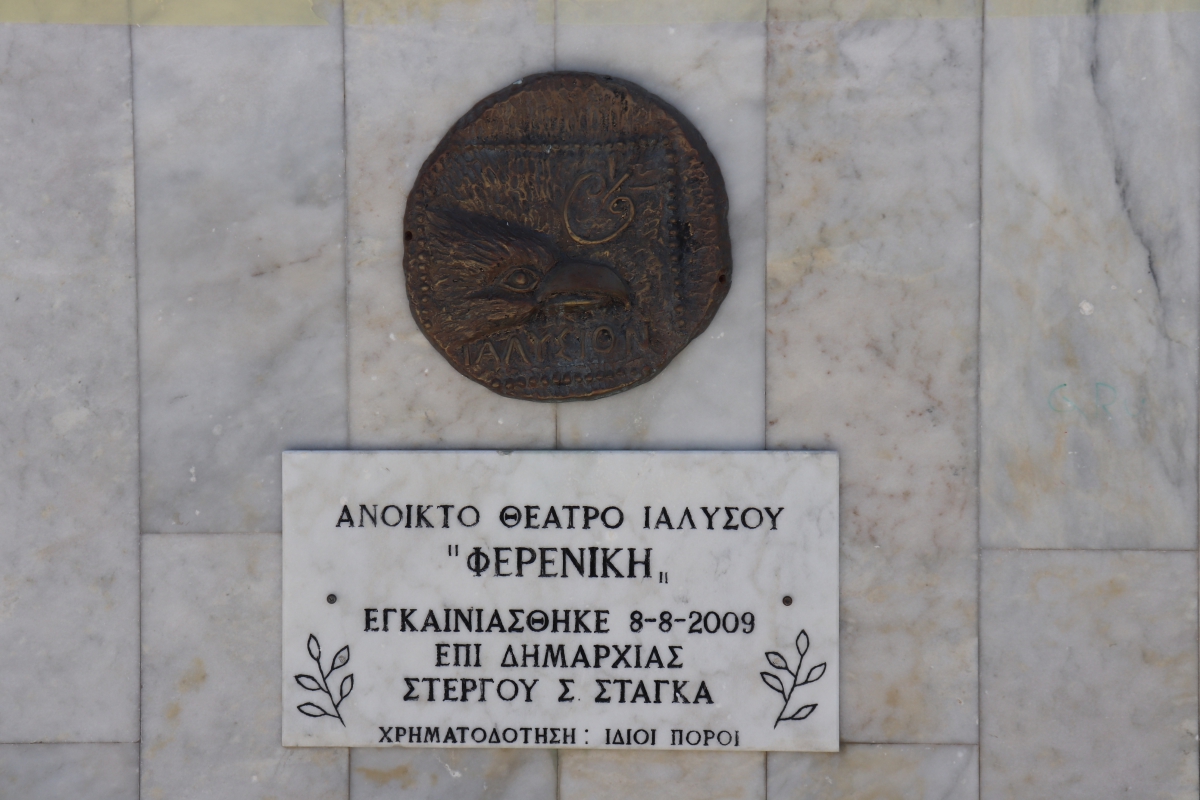 ΙΑΛΥΣΙΟΝ
ΑΝΟΙΚΤΟ ΘΕΑΤΡΟ ΙΑΛΥΣΟΥ
"ΦΕΡΕΝΙΚΗ„
ΕΓΚΑΙΝΙΑΣΘΗΚΕ 8-8-2009
ΕΠΙ ΔΗΜΑΡΧΙΑΣ
ΣΤΕΡΓΟΥ Σ. ΣΤΑΓΚΑ
ΧΡΗΜΑΤΟΔΟΤΗΣΗ: ΙΔΙΟΙ ΠΟΡΟΙ